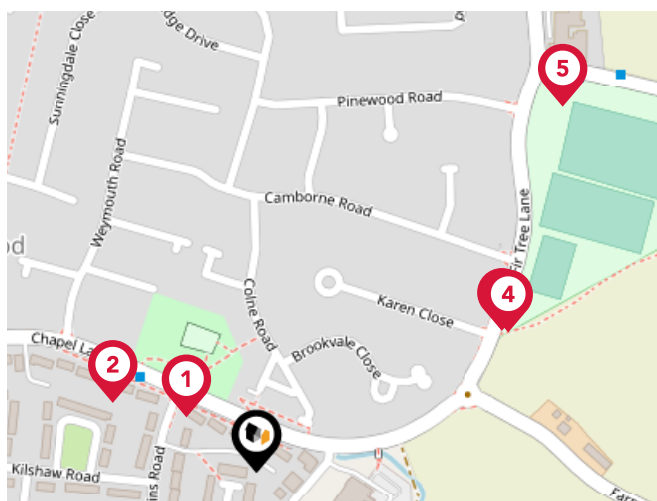 Sunningdale Close
dge Drive
5
Pinewood Road
Weymouth Road
Camborne Road
Fir Tree Lane
od
Colne Road
4
Karen Close
Chapel La
2
Brookvale Close
1
Kilshaw Road
ins Road
Farr